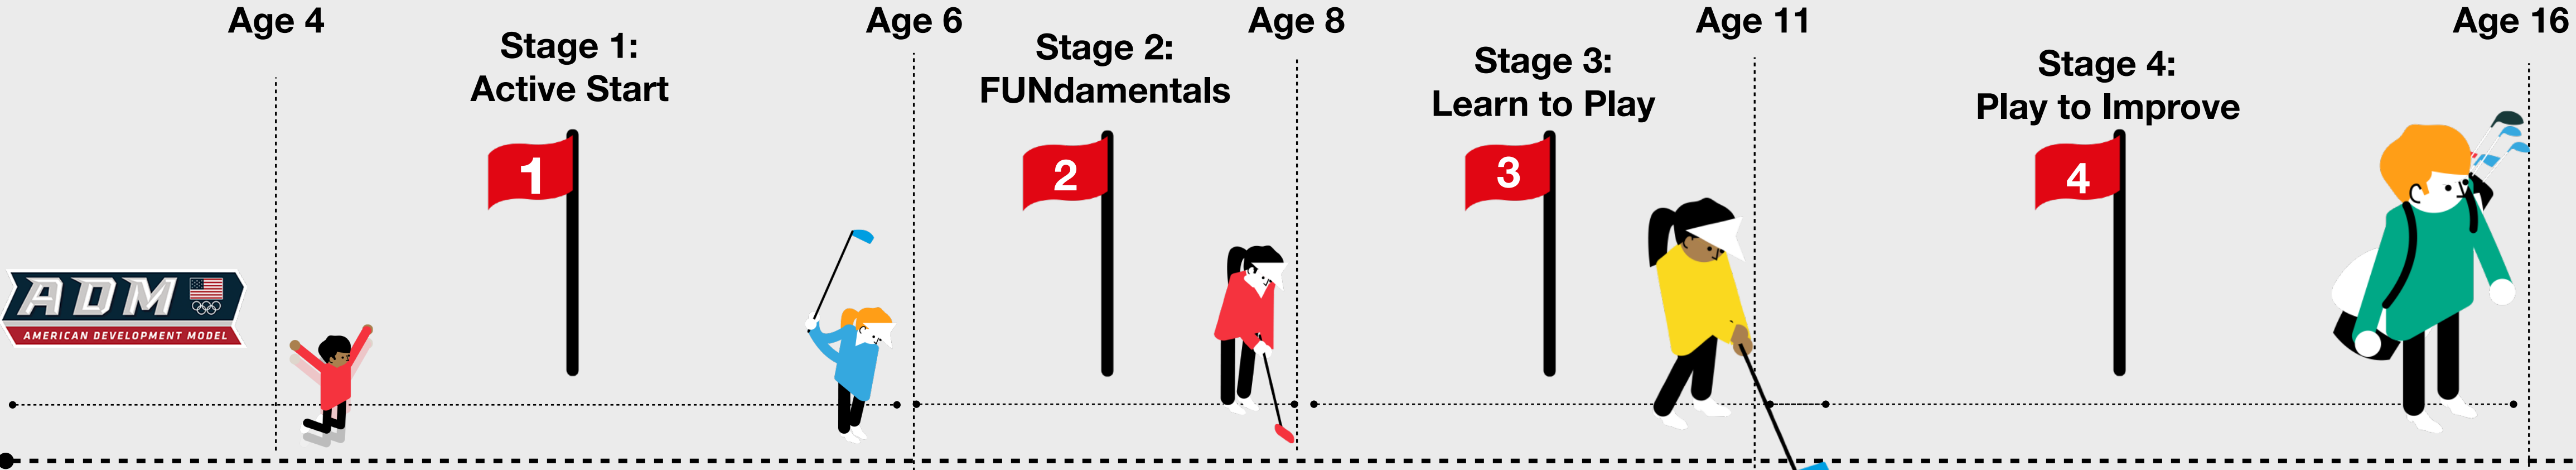 Age 4
Age 6
Age 8
Age 11
Age 16
Stage 1:
Active Start
Stage 2:
FUNdamentals
Stage 3:
Learn to Play
Stage 4:
Play to Improve
1
2
3
4
ADM
AMERICAN DEVELOPMENT MODEL